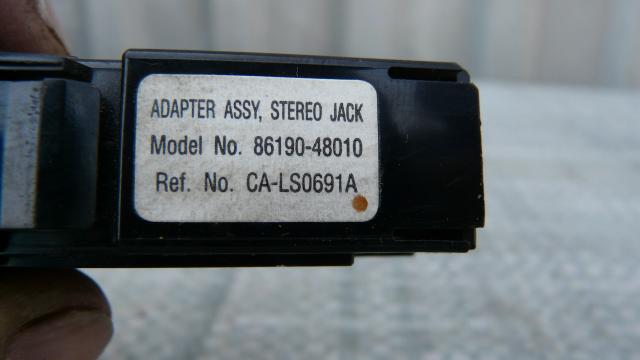 ADAPTER ASSY, STEREO JACK
Model No. 86190-48010
Ref. No. CA-LS0691A